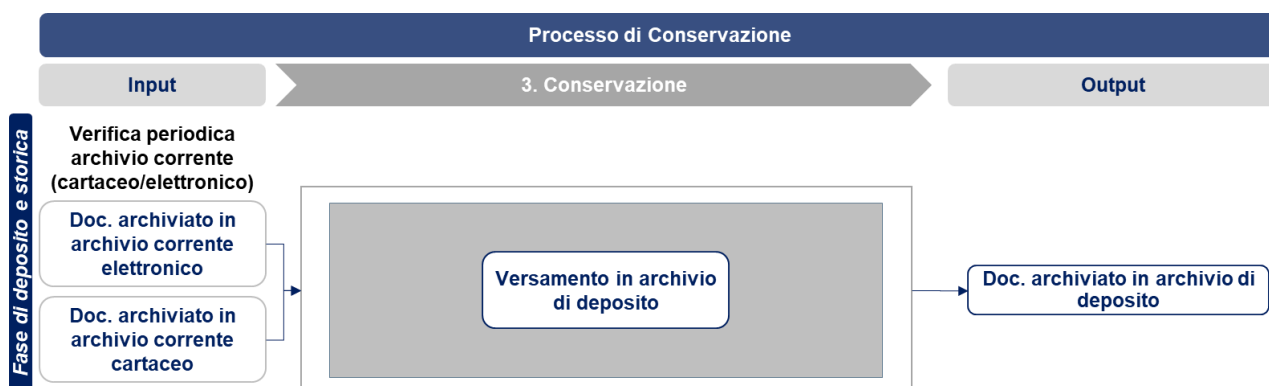 Processo di Conservazione
Input
3. Conservazione
Output
Fase di deposito e storica
Verifica periodica
archivio corrente
(cartaceo/elettronico)
Doc. archiviato in
archivio corrente
elettronico
Doc. archiviato in
archivio corrente
cartaceo
Versamento in archivio
di deposito
Doc. archiviato in archivio di
deposito